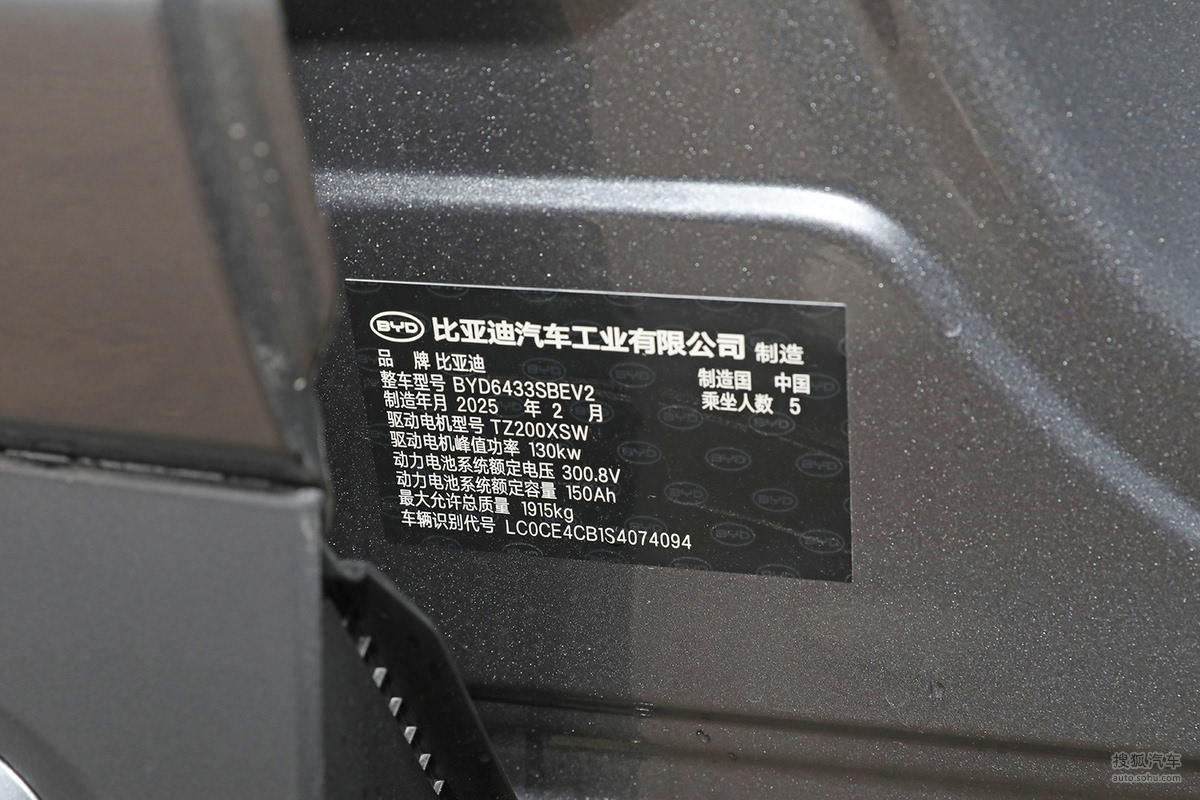 BYD 比亚迪汽车工业有限公司 制造
品 牌 比亚迪
制造国 中国
整车型号 BYD6433SBEV2
乘坐人数 5
制造年月 2025 年 2 月
驱动电机型号 TZ200XSW
驱动电机峰值功率 130kw
动力电池系统额定电压 300.8V
动力电池系统额定容量 150Ah
最大允许总质量 1915kg
车辆识别代号 LC0CE4CB1S4074094
搜狐汽车
auto.sohu.com